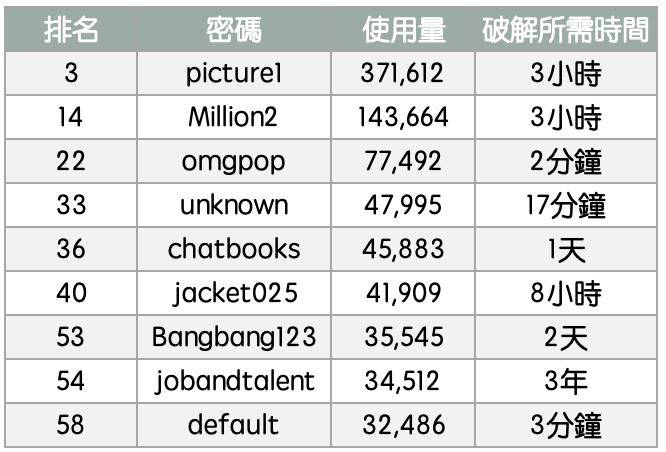 排名 密碼 使用量 破解所需時間
3 picture1 371,612 3小時
14 Million2 143,664 3小時
22 omgpop 77,492 2分鐘
33 unknown 47,995 17分鐘
36 chatbooks 45,883 1天
40 jacket025 41,909 8小時
53 Bangbang123 35,545 2天
54 jobandtalent 34,512 3年
58 default 32,486 3分鐘